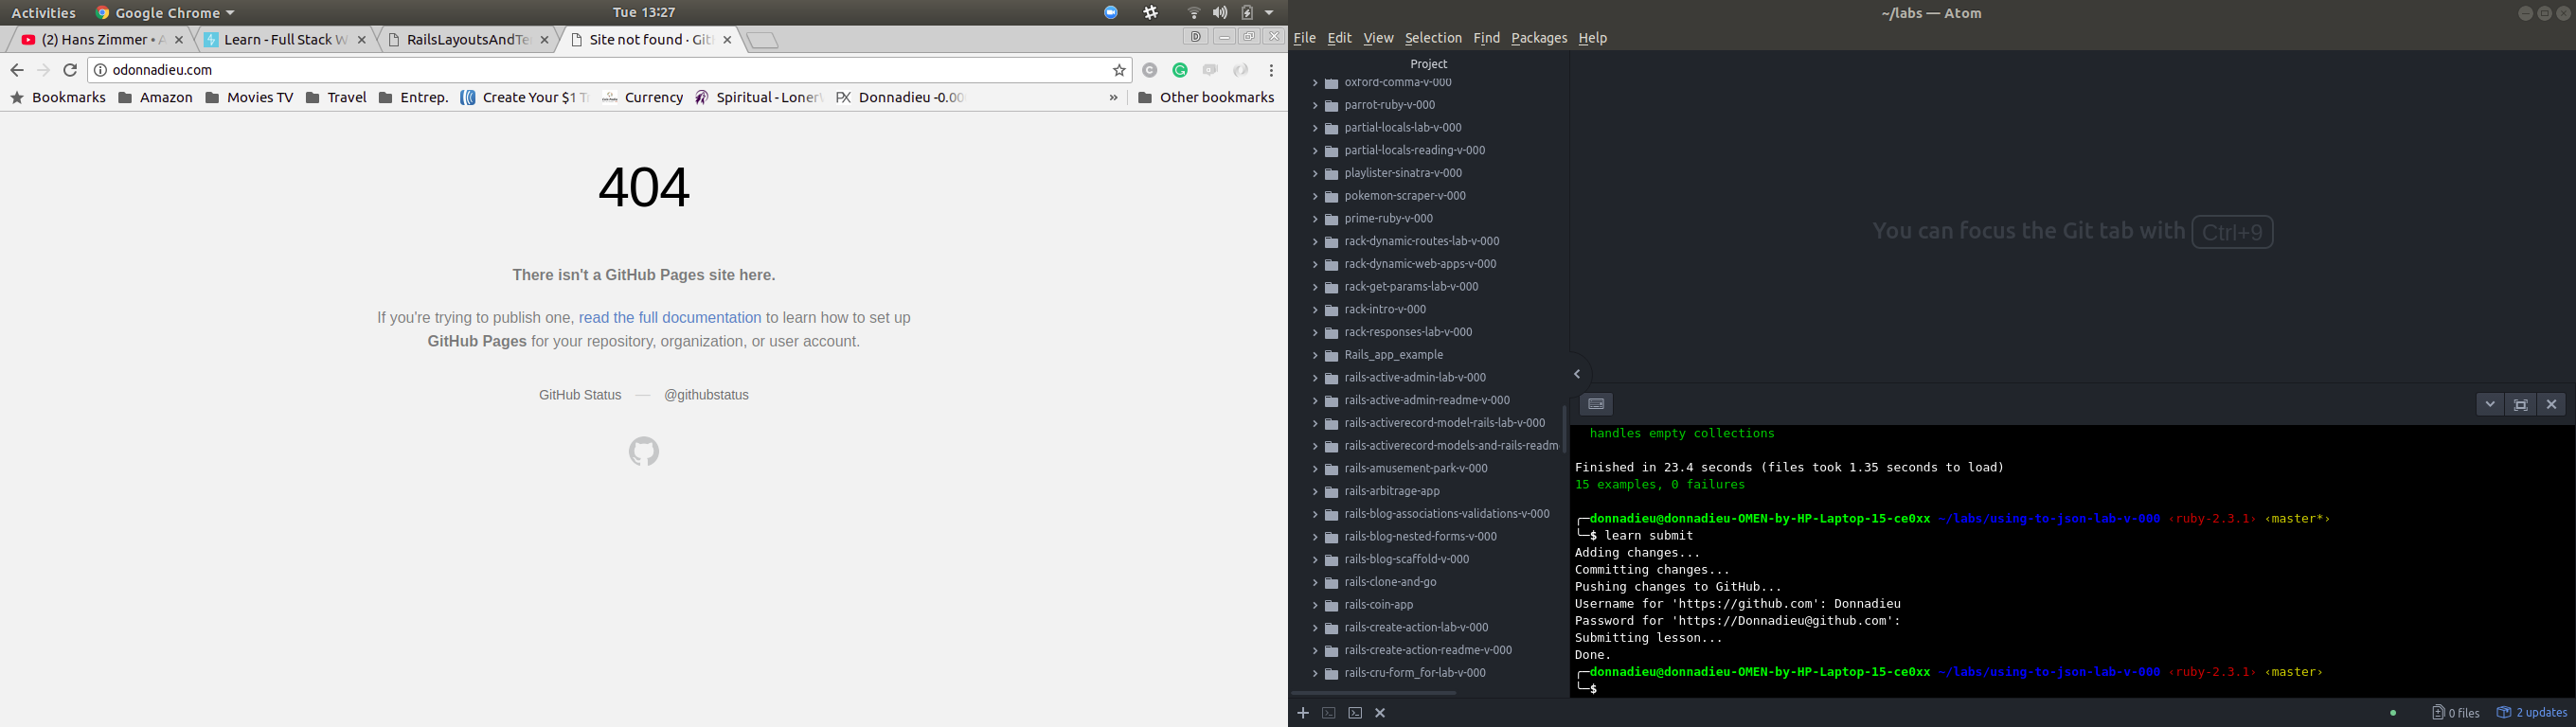 Activities Google Chrome Tue 13:27
(2) Hans Zimmer • A Learn - Full Stack W RailsLayoutsAndTe Site not found · Git D
odonnadieu.com
Bookmarks Amazon Movies TV Travel Entrep. Create Your $1 T Currency Spiritual - Loner Donnadieu -0.00 » Other bookmarks
404
There isn't a GitHub Pages site here.
If you're trying to publish one, read the full documentation to learn how to set up
GitHub Pages for your repository, organization, or user account.
GitHub Status — @githubstatus
~/labs — Atom
File Edit View Selection Find Packages Help
Project
oxford-comma-v-000
parrot-ruby-v-000
partial-locals-lab-v-000
partial-locals-reading-v-000
playlister-sinatra-v-000
pokemon-scraper-v-000
prime-ruby-v-000
rack-dynamic-routes-lab-v-000
rack-dynamic-web-apps-v-000
rack-get-params-lab-v-000
rack-intro-v-000
rack-responses-lab-v-000
Rails_app_example
rails-active-admin-lab-v-000
rails-active-admin-readme-v-000
rails-activerecord-model-rails-lab-v-000
rails-activerecord-models-and-rails-readm
rails-amusement-park-v-000
rails-arbitrage-app
rails-blog-associations-validations-v-000
rails-blog-nested-forms-v-000
rails-blog-scaffold-v-000
rails-clone-and-go
rails-coin-app
rails-create-action-lab-v-000
rails-create-action-readme-v-000
rails-cru-form_for-lab-v-000
You can focus the Git tab with Ctrl+9
handles empty collections
Finished in 23.4 seconds (files took 1.35 seconds to load)
15 examples, 0 failures
╭─donnadieu@donnadieu-OMEN-by-HP-Laptop-15-ce0xx ~/labs/using-to-json-lab-v-000 ‹ruby-2.3.1› ‹master*›
╰─$ learn submit
Adding changes...
Committing changes...
Pushing changes to GitHub...
Username for 'https://github.com': Donnadieu
Password for 'https://Donnadieu@github.com':
Submitting lesson...
Done.
╭─donnadieu@donnadieu-OMEN-by-HP-Laptop-15-ce0xx ~/labs/using-to-json-lab-v-000 ‹ruby-2.3.1› ‹master›
╰─$
0 files 2 updates